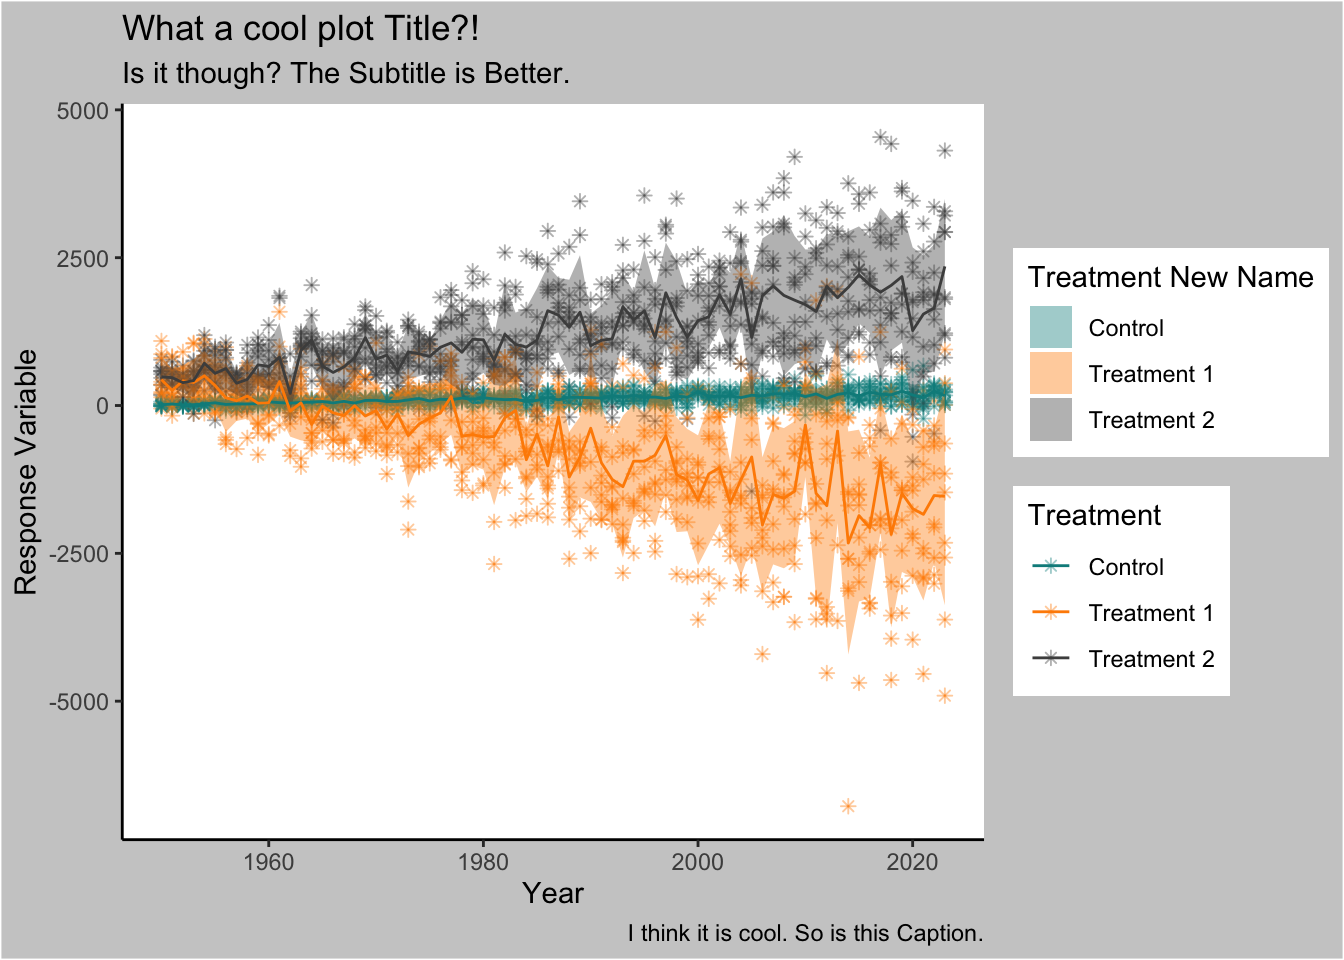 What a cool plot Title?!
Is it though? The Subtitle is Better.
Response Variable
5000
2500
0
-2500
-5000
1960
1980
2000
2020
Year
I think it is cool. So is this Caption.
Treatment New Name
Control
Treatment 1
Treatment 2
Treatment
Control
Treatment 1
Treatment 2